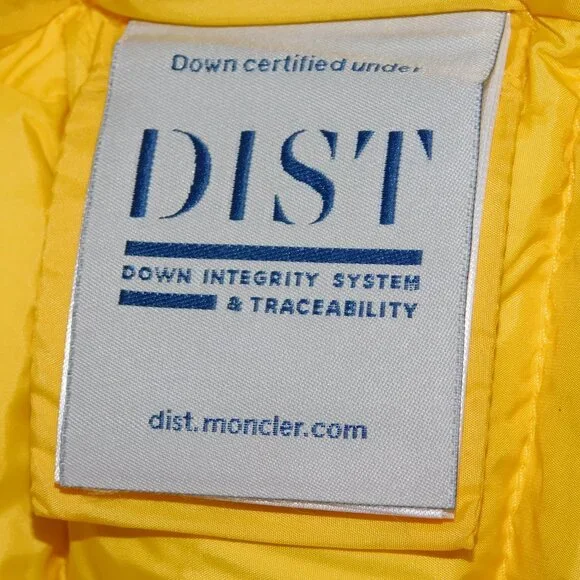 Down certified under
DIST
DOWN INTEGRITY SYSTEM
& TRACEABILITY
dist.moncler.com